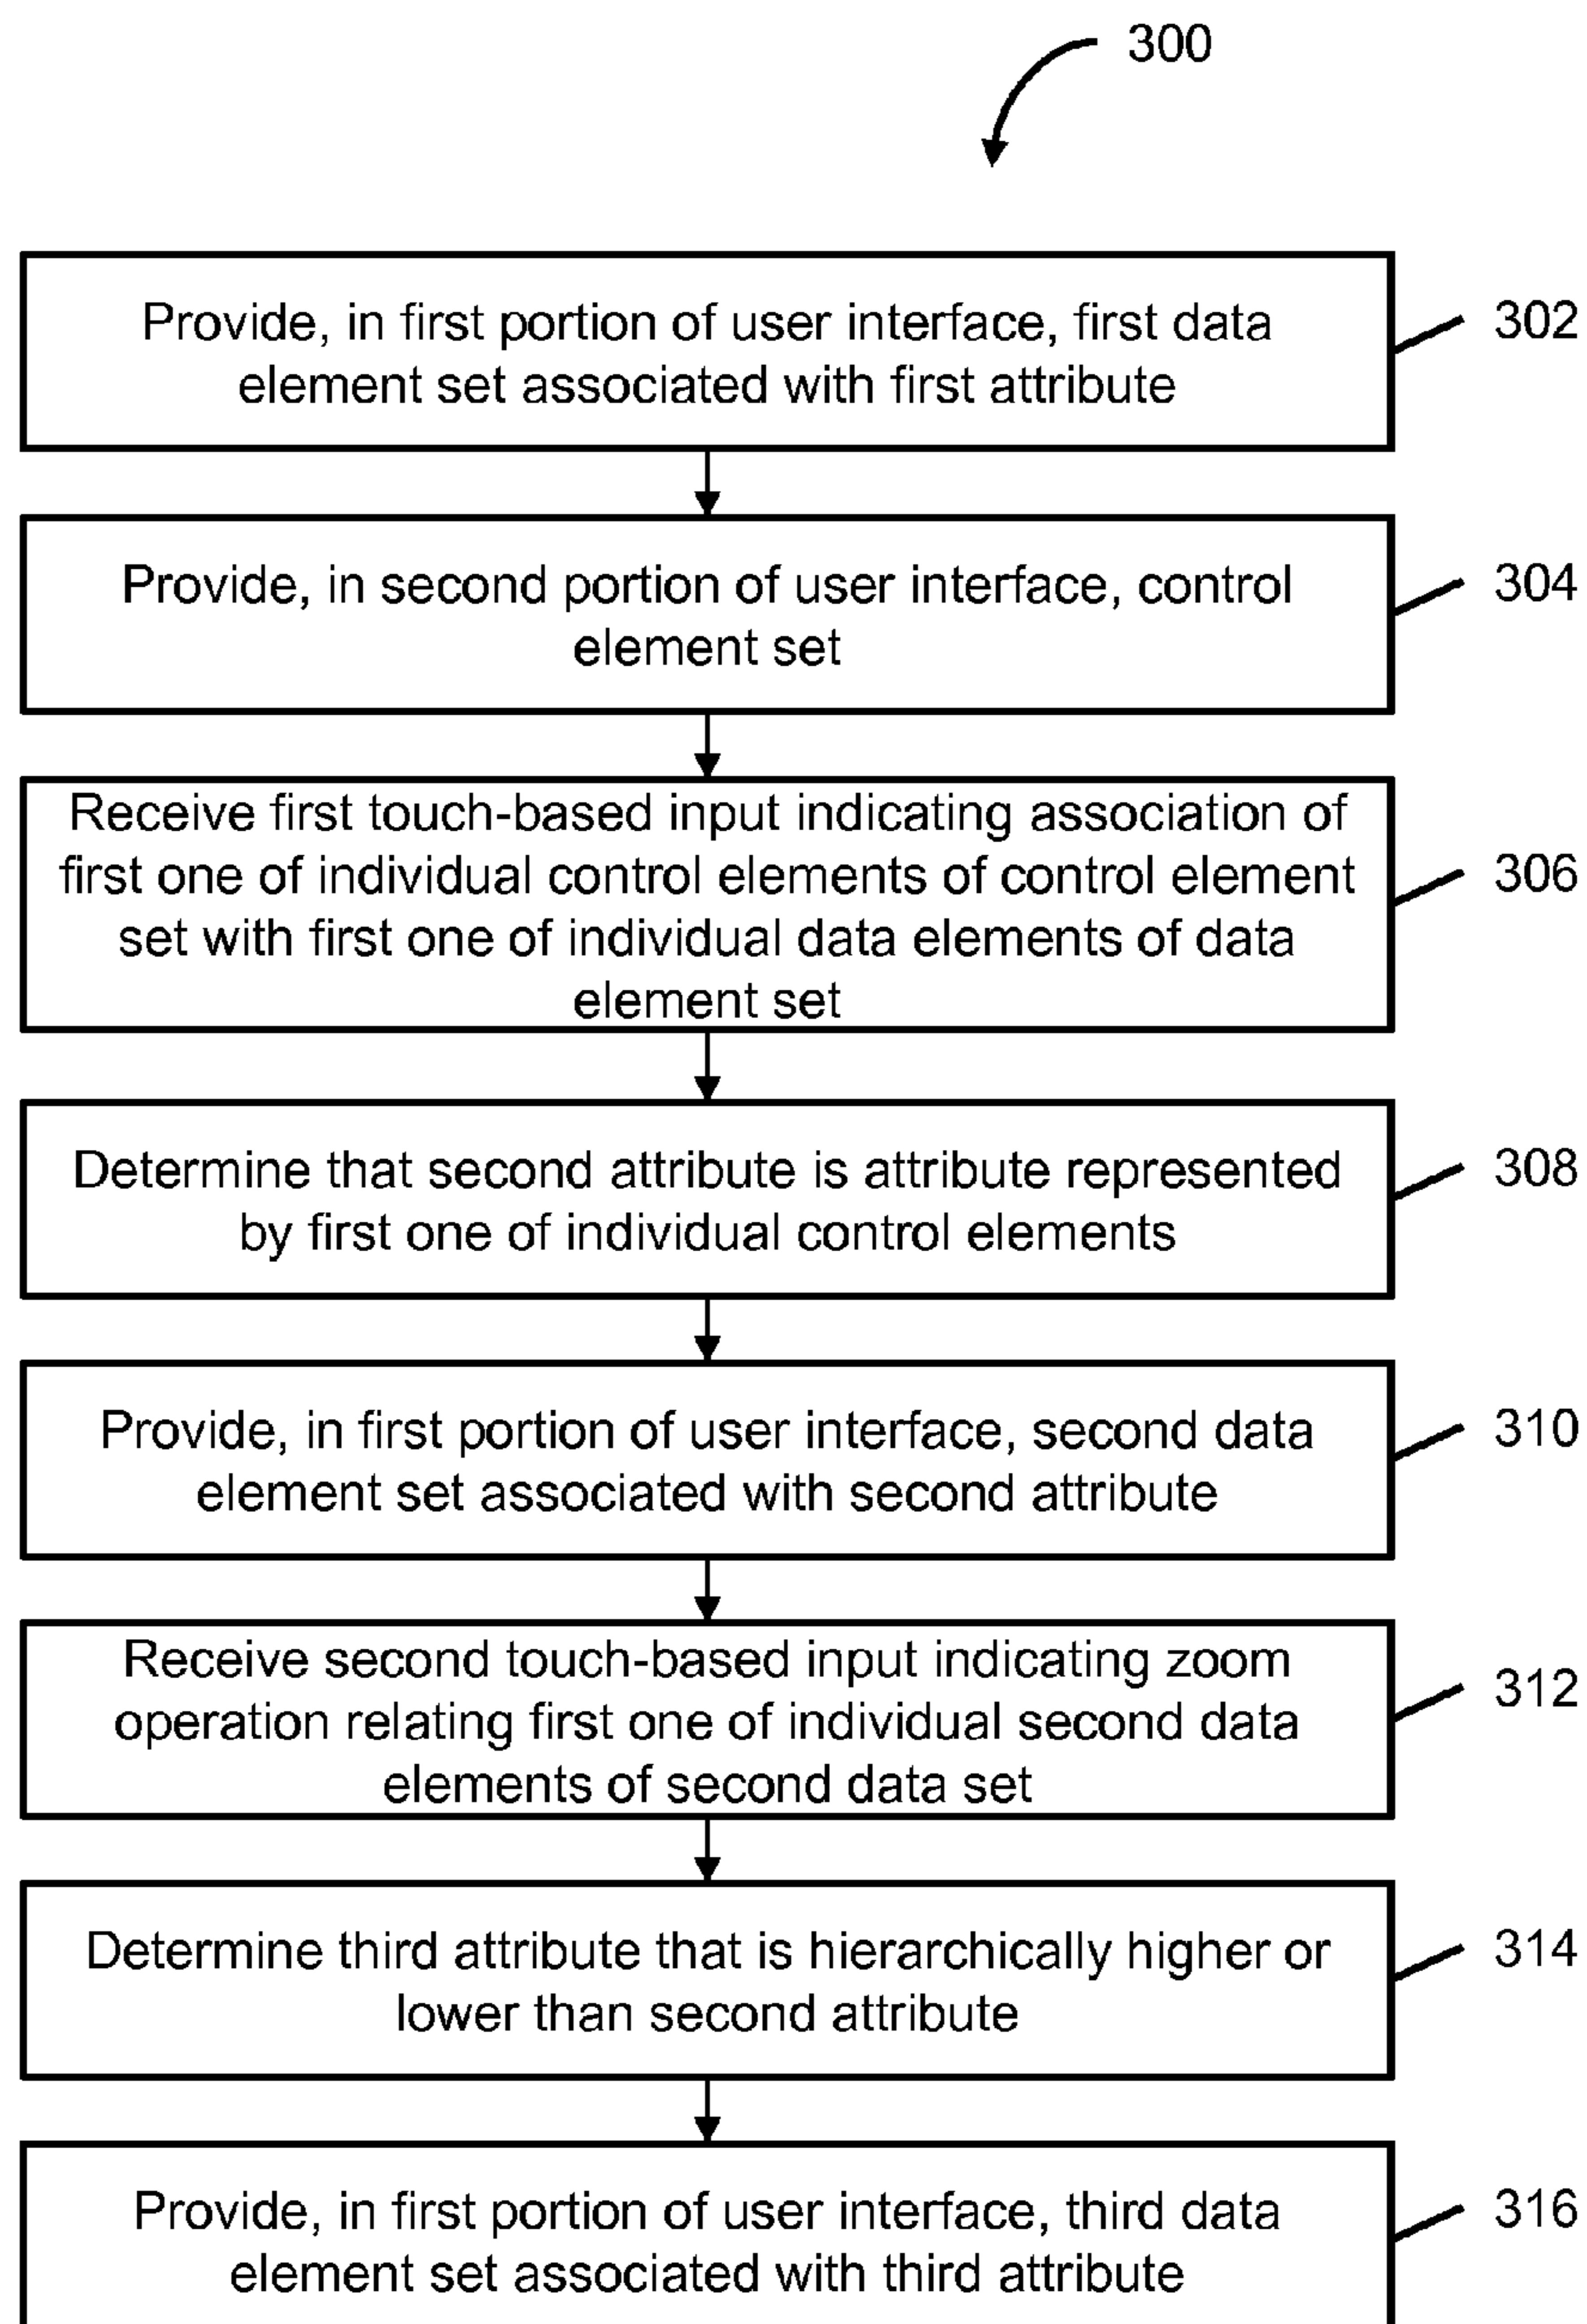 300
Provide, in first portion of user interface, first data
element set associated with first attribute
302
Provide, in second portion of user interface, control
element set
304
Receive first touch-based input indicating association of
first one of individual control elements of control element
set with first one of individual data elements of data
element set
306
Determine that second attribute is attribute represented
by first one of individual control elements
308
Provide, in first portion of user interface, second data
element set associated with second attribute
310
Receive second touch-based input indicating zoom
operation relating first one of individual second data
elements of second data set
312
Determine third attribute that is hierarchically higher or
lower than second attribute
314
Provide, in first portion of user interface, third data
element set associated with third attribute
316